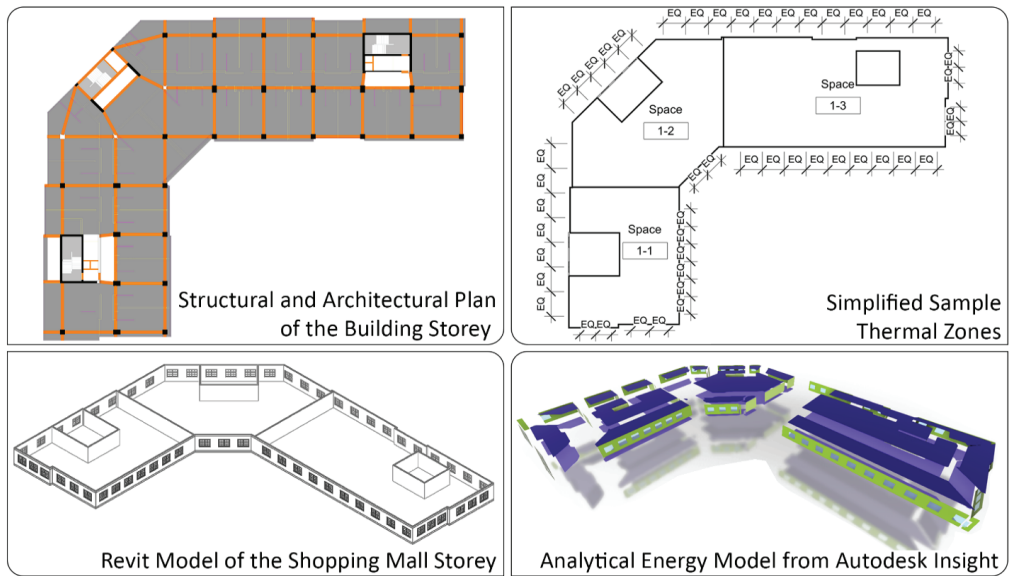 Structural and Architectural Plan
of the Building Storey
EQ EQ EQ EQ EQ EQ EQ EQ
EQ EQ EQ EQ EQ
EQ EQ
EQ EQ
Space
1-2
Space
1-3
EQ EQ EQ EQ EQ EQ EQ EQ EQ
EQ EQ
EQ EQ EQ EQ EQ EQ EQ
Space
1-1
EQ EQ EQ EQ EQ EQ EQ
EQ EQ
EQ EQ
Simplified Sample
Thermal Zones
Revit Model of the Shopping Mall Storey
Analytical Energy Model from Autodesk Insight